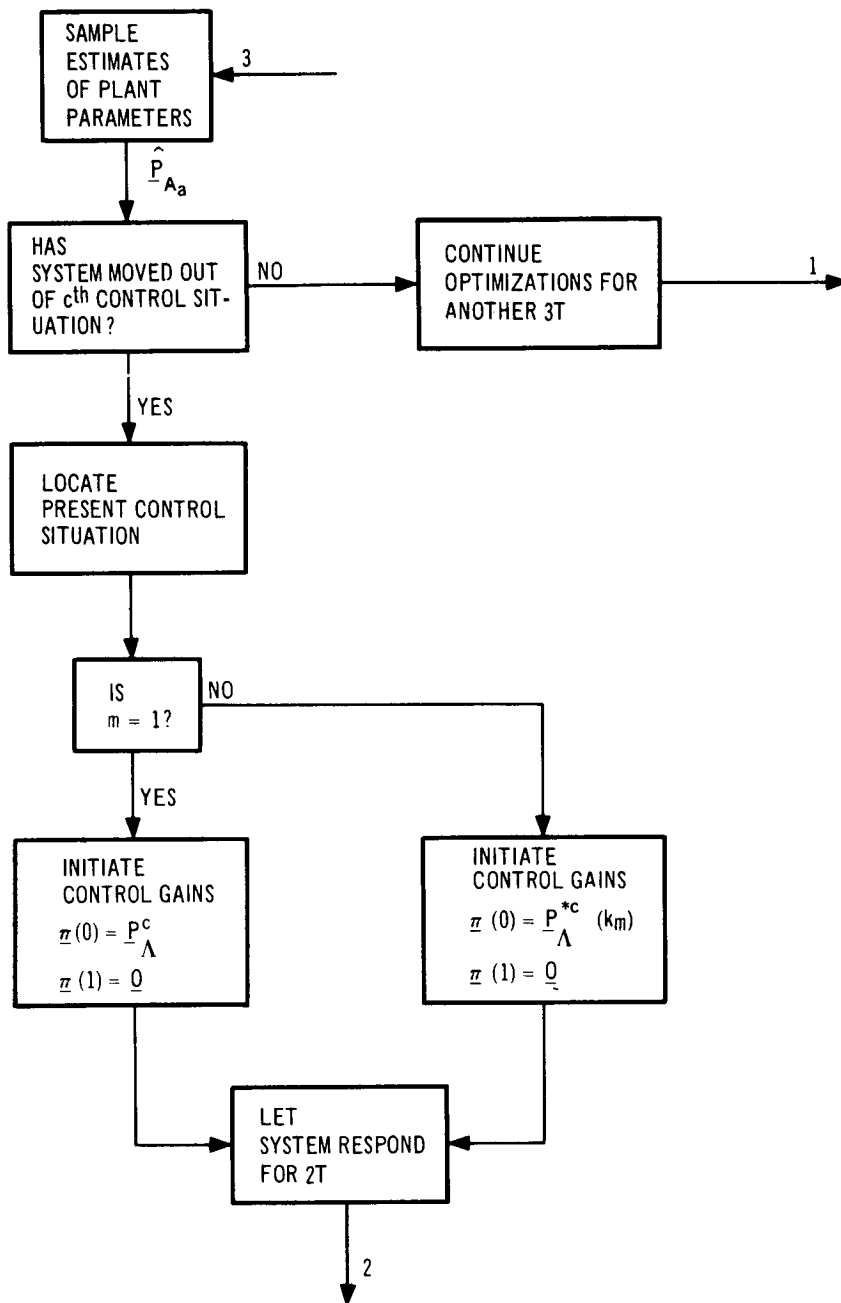 SAMPLE
ESTIMATES
OF PLANT
PARAMETERS
3
P̲̂_Aₐ
HAS
SYSTEM MOVED OUT
OF cᵗʰ CONTROL SIT-
UATION?
NO
CONTINUE
OPTIMIZATIONS FOR
ANOTHER 3T
1
YES
LOCATE
PRESENT CONTROL
SITUATION
IS
m = 1?
NO
YES
INITIATE
CONTROL GAINS
π̲ (0) = P̲^c_Λ
π̲ (1) = 0̲
INITIATE
CONTROL GAINS
π̲ (0) = P̲^*c_Λ (kₘ)
π̲ (1) = 0̲
LET
SYSTEM RESPOND
FOR 2T
2